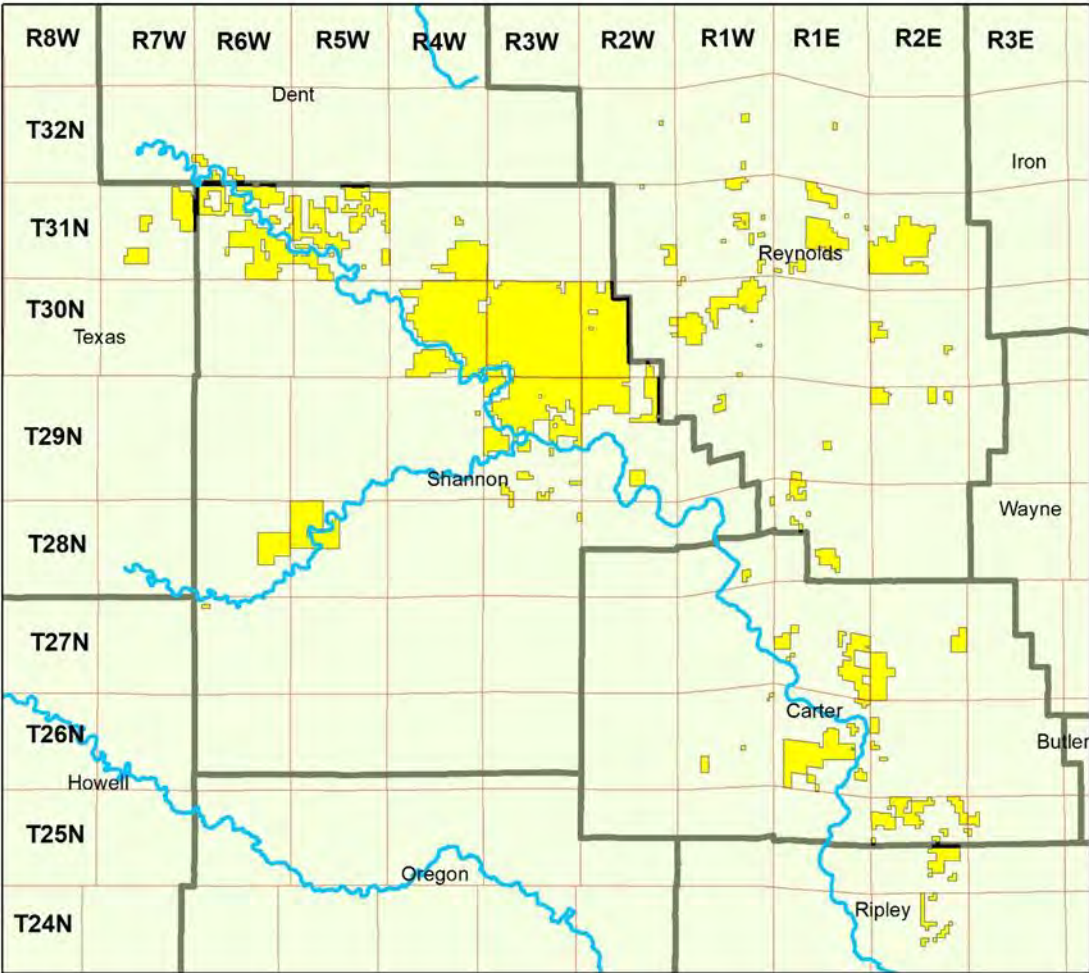 R8W R7W R6W R5W R4W R3W R2W R1W R1E R2E R3E
Dent
T32N
Iron
T31N
Reynolds
T30N
Texas
T29N
Shannon
Wayne
T28N
T27N
Carter
T26N
Butler
Howell
T25N
Oregon
Ripley
T24N